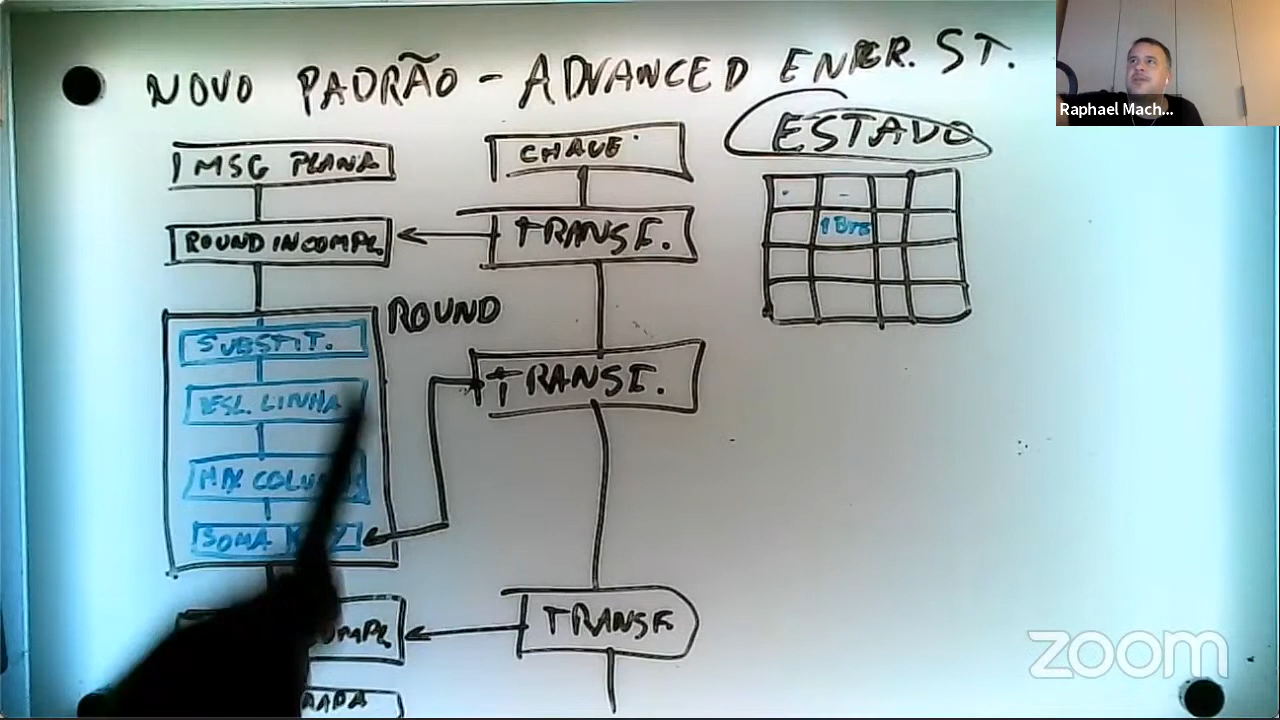 NOVO PADRÃO - ADVANCED ENCR. ST.
Raphael Mach...
MSG PLANA
CHAVE
ESTADO
ROUND INCOMPL
TRANSF.
1 BYTE
ROUND
SUBSTIT.
TRANSF.
DESL. LINHA
MIX COLUM
SOMA
TRANSF
OMPL
zoom